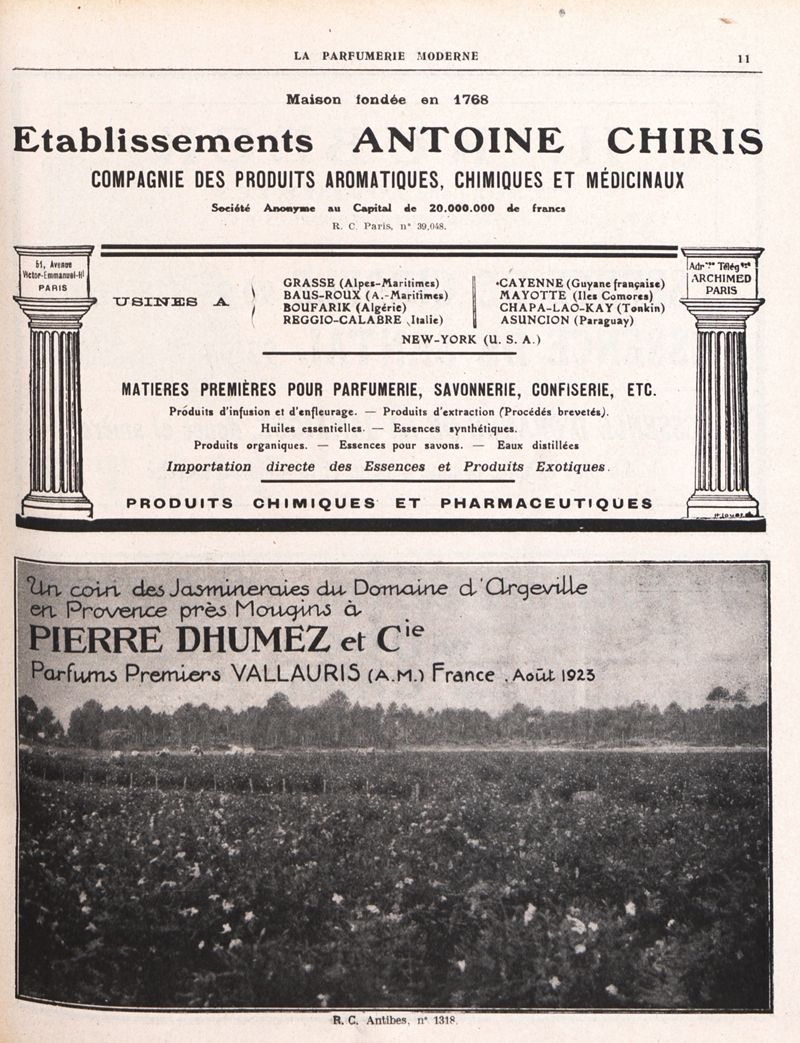 LA PARFUMERIE MODERNE
11
Maison fondée en 1768
Etablissements ANTOINE CHIRIS
COMPAGNIE DES PRODUITS AROMATIQUES, CHIMIQUES ET MÉDICINAUX
Société Anonyme au Capital de 20.000.000 de francs
R. C. Paris, n° 39,048.
51, Avenue
Victor-Emmanuel-III
PARIS
Adr.sse Télég.que
ARCHIMED
PARIS
USINES A
GRASSE (Alpes-Maritimes)
BAUS-ROUX (A.-Maritimes)
BOUFARIK (Algérie)
REGGIO-CALABRE (Italie)
CAYENNE (Guyane française)
MAYOTTE (Iles Comores)
CHAPA-LAO-KAY (Tonkin)
ASUNCION (Paraguay)
NEW-YORK (U. S. A.)
MATIERES PREMIÈRES POUR PARFUMERIE, SAVONNERIE, CONFISERIE, ETC.
Produits d'infusion et d'enfleurage. — Produits d'extraction (Procédés brevetés).
Huiles essentielles. — Essences synthétiques.
Produits organiques. — Essences pour savons. — Eaux distillées
Importation directe des Essences et Produits Exotiques.
PRODUITS CHIMIQUES ET PHARMACEUTIQUES
Un coin des Jasmineraies du Domaine d'Argeville
en Provence près Mougins à
PIERRE DHUMEZ et Cie
Parfums Premiers VALLAURIS (A.M.) France . Août 1923
R. C. Antibes, n° 1318.